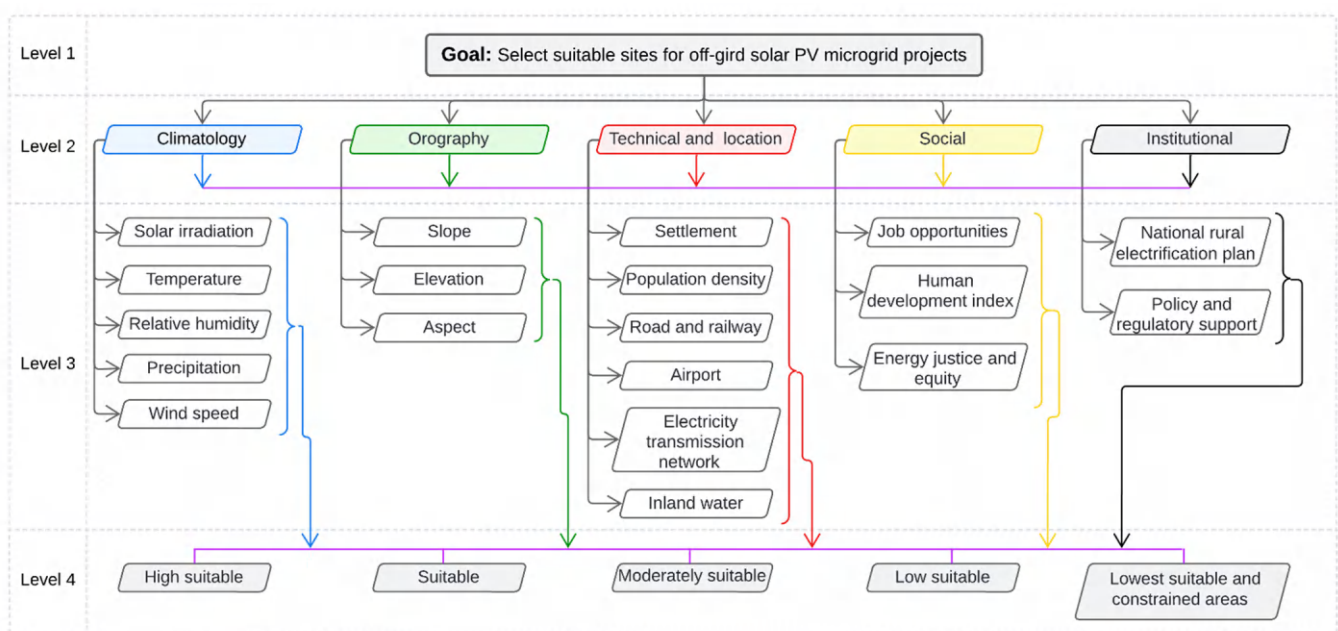 Level 1
Goal: Select suitable sites for off-gird solar PV microgrid projects
Level 2
Climatology
Orography
Technical and location
Social
Institutional
Level 3
Solar irradiation
Temperature
Relative humidity
Precipitation
Wind speed
Slope
Elevation
Aspect
Settlement
Population density
Road and railway
Airport
Electricity
transmission
network
Inland water
Job opportunities
Human
development index
Energy justice and
equity
National rural
electrification plan
Policy and
regulatory support
Level 4
High suitable
Suitable
Moderately suitable
Low suitable
Lowest suitable and
constrained areas